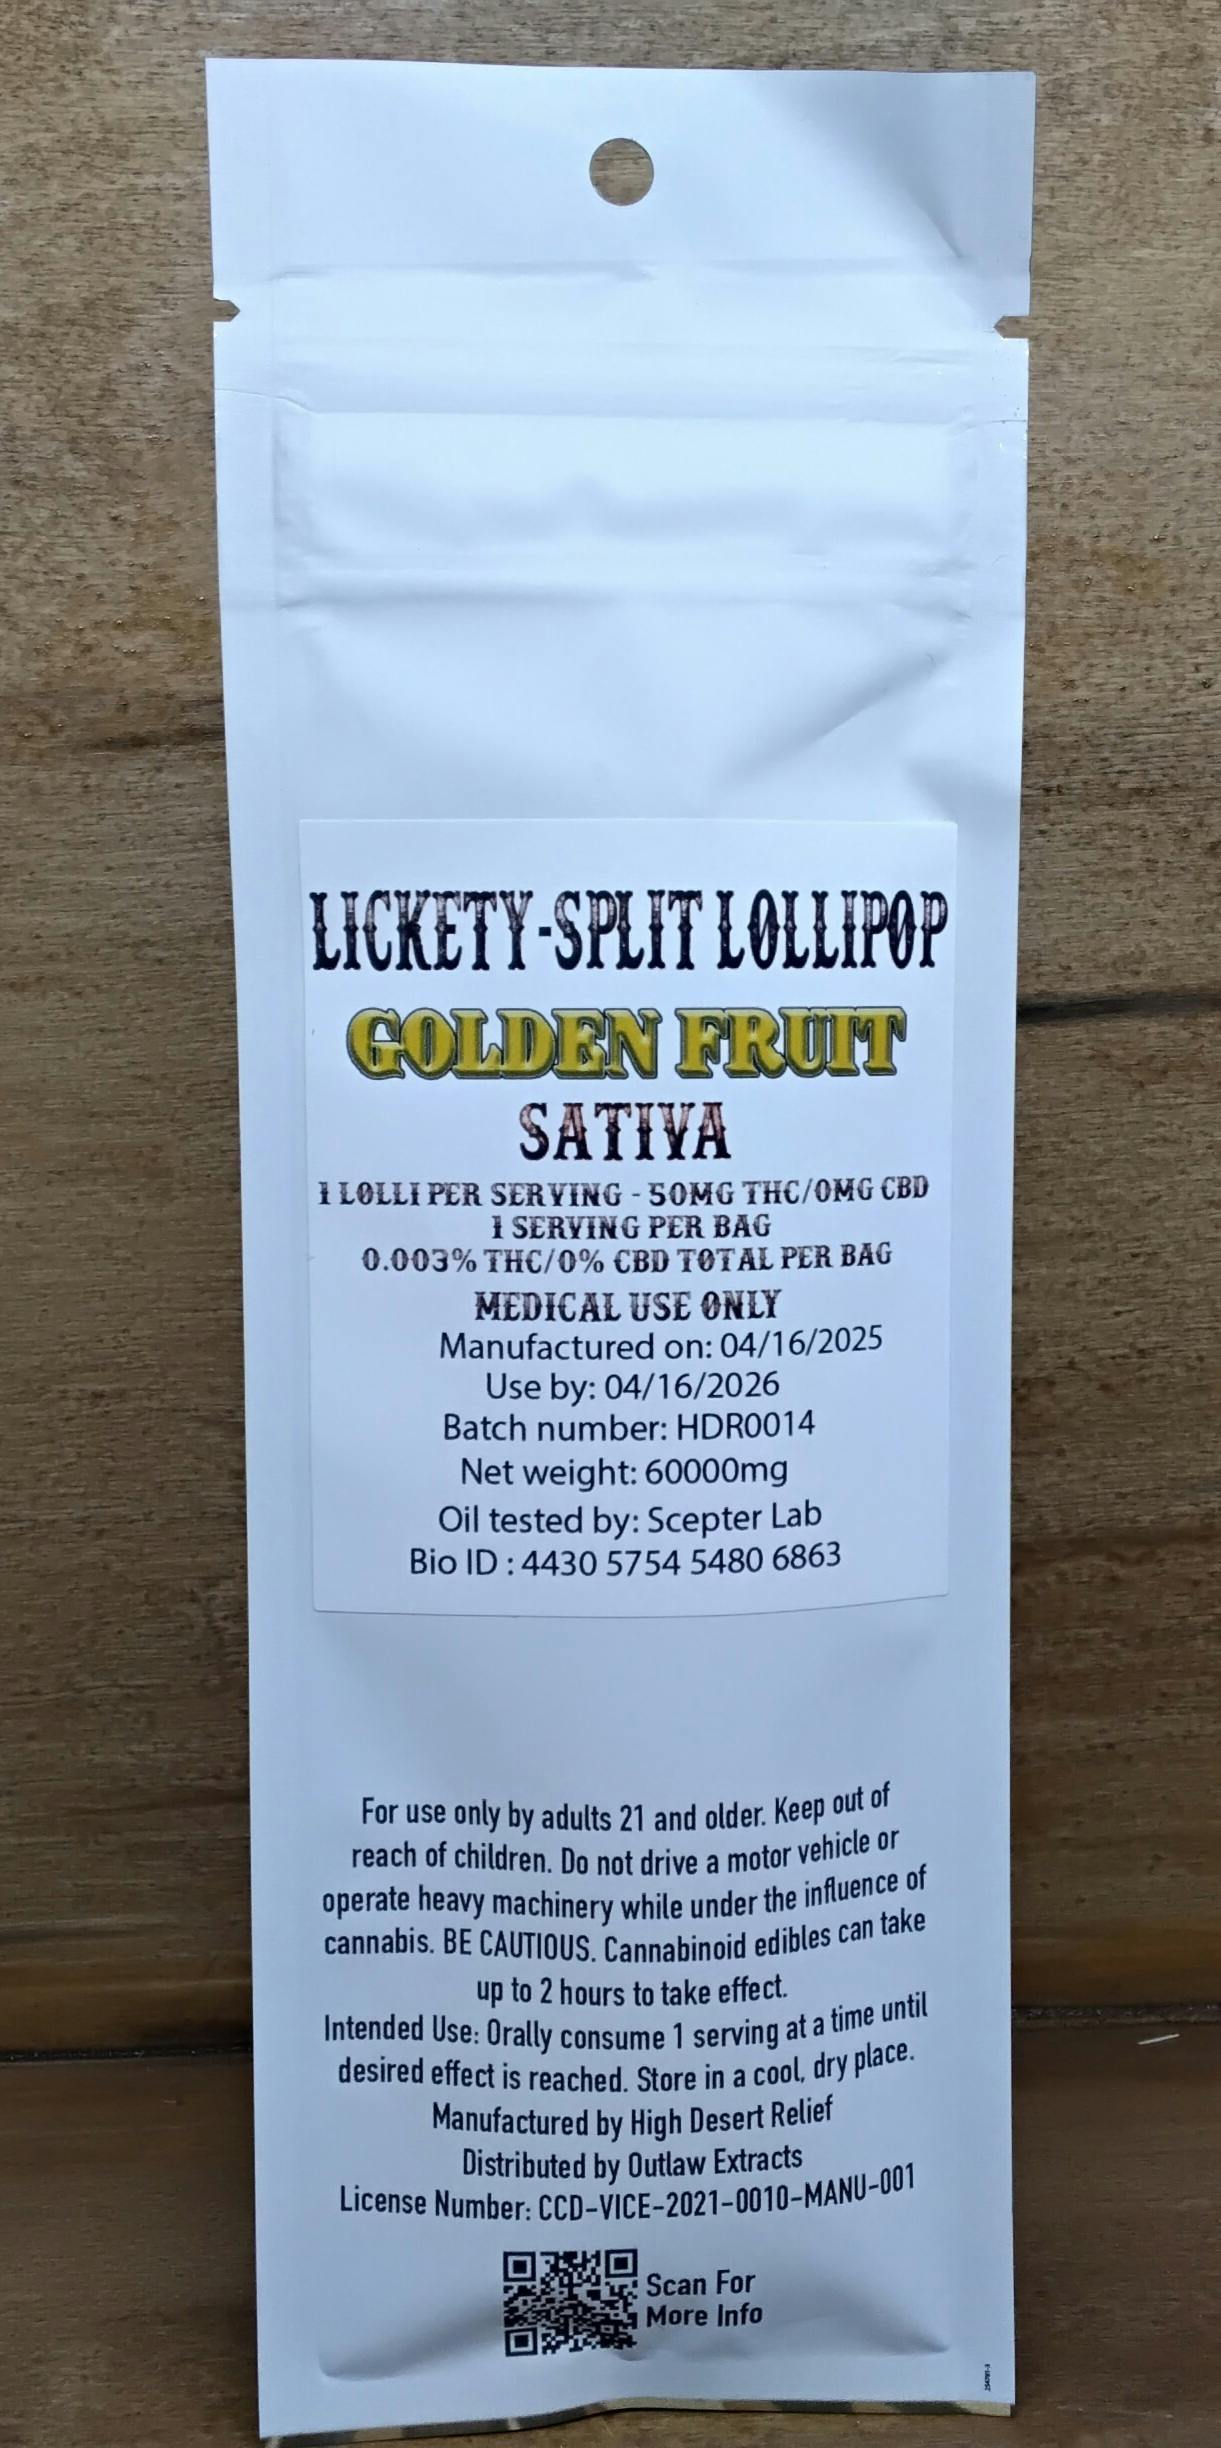 LICKETY-SPLIT LOLLIPOP
GOLDEN FRUIT
SATIVA
1 LOLLI PER SERVING - 50MG THC/0MG CBD
1 SERVING PER BAG
0.003% THC/0% CBD TOTAL PER BAG
MEDICAL USE ONLY
Manufactured on: 04/16/2025
Use by: 04/16/2026
Batch number: HDR0014
Net weight: 60000mg
Oil tested by: Scepter Lab
Bio ID : 4430 5754 5480 6863
For use only by adults 21 and older. Keep out of
reach of children. Do not drive a motor vehicle or
operate heavy machinery while under the influence of
cannabis. BE CAUTIOUS. Cannabinoid edibles can take
up to 2 hours to take effect.
Intended Use: Orally consume 1 serving at a time until
desired effect is reached. Store in a cool, dry place.
Manufactured by High Desert Relief
Distributed by Outlaw Extracts
License Number: CCD-VICE-2021-0010-MANU-001
Scan For
More Info